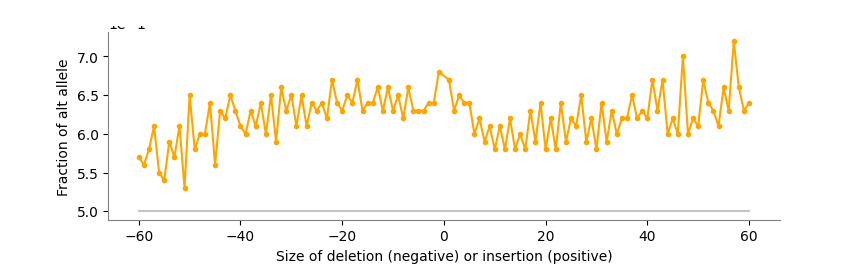 7.0
6.5
6.0
5.5
5.0
Fraction of alt allele
−60 −40 −20 0 20 40 60
Size of deletion (negative) or insertion (positive)